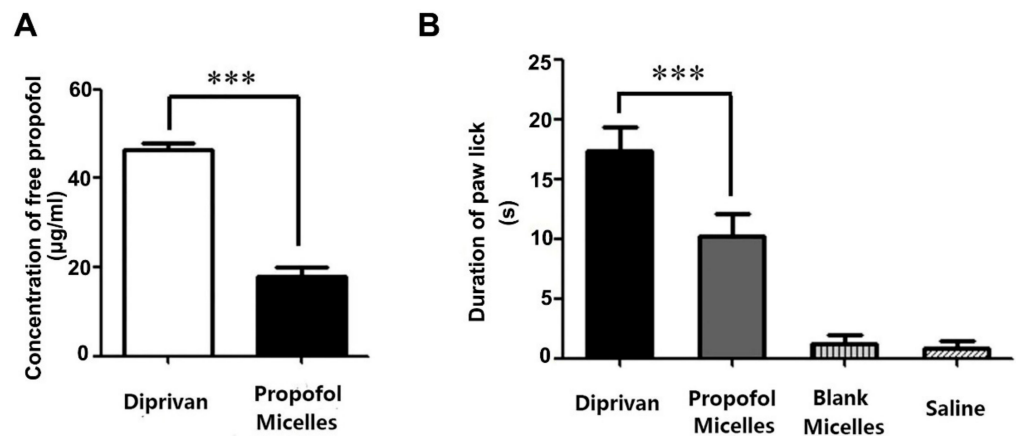 A
Concentration of free propofol
(µg/ml)
60
40
20
0
***
Diprivan
Propofol
Micelles
B
Duration of paw lick
(s)
25
20
15
10
5
0
***
Diprivan
Propofol
Micelles
Blank
Micelles
Saline